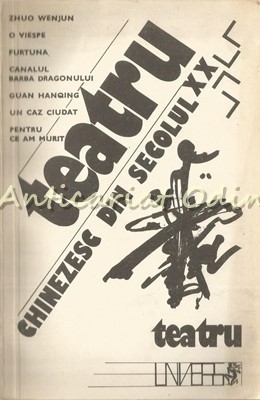 ZHUO WENJUN
O VIESPE
FURTUNA
CANALUL
BARBA DRAGONULUI
GUAN HANQING
UN CAZ CIUDAT
PENTRU
CE AM MURIT
teatru
CHINEZESC DIN SECOLUL XX
Anticariat Odin
teatru
UNIVERS